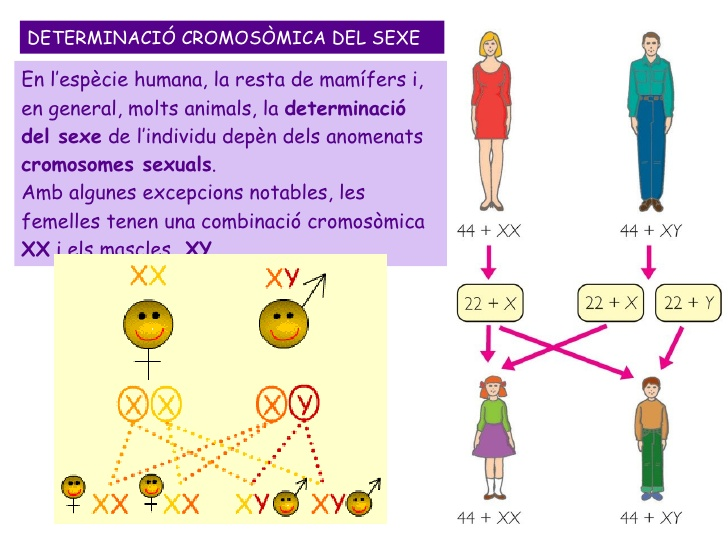 DETERMINACIÓ CROMOSÒMICA DEL SEXE
En l'espècie humana, la resta de mamífers i,
en general, molts animals, la determinació
del sexe de l'individu depèn dels anomenats
cromosomes sexuals.
Amb algunes excepcions notables, les
femelles tenen una combinació cromosòmica
XX i els mascles XY
XX XY
X X X Y
XX XX XY XY
44 + XX 44 + XY
22 + X 22 + X 22 + Y
44 + XX 44 + XY